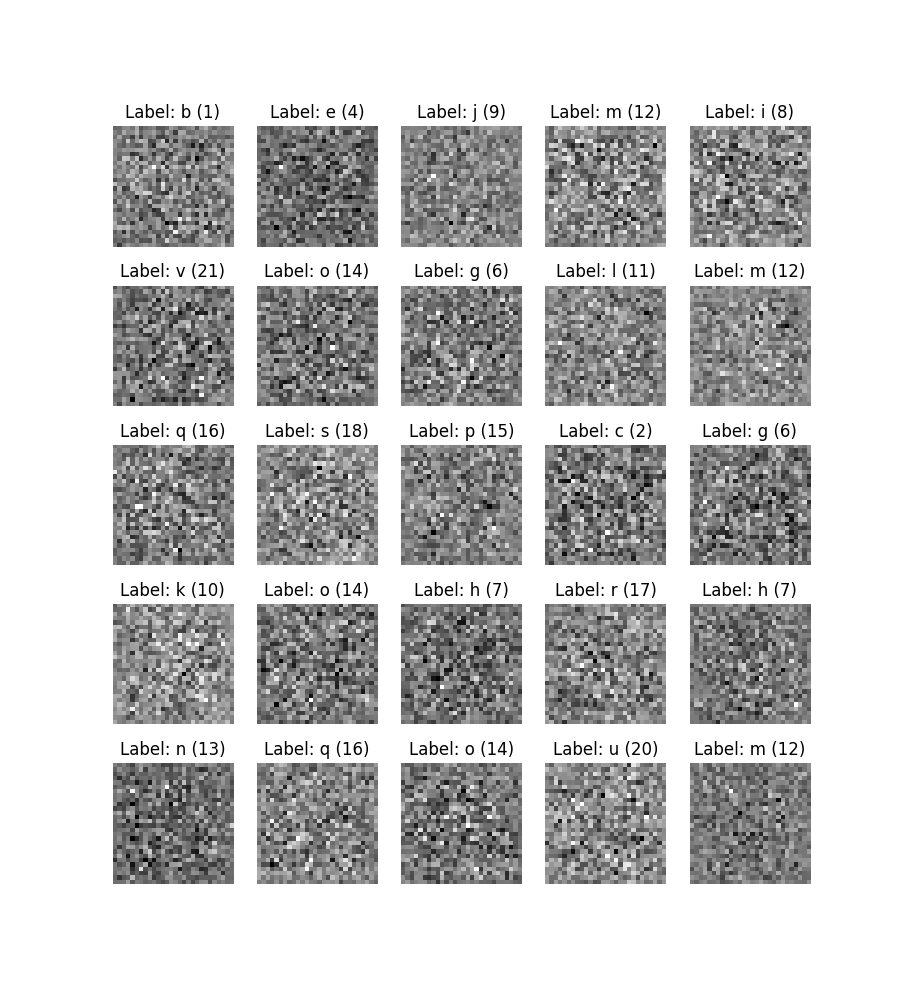 Label: b (1) Label: e (4) Label: j (9) Label: m (12) Label: i (8)
Label: v (21) Label: o (14) Label: g (6) Label: l (11) Label: m (12)
Label: q (16) Label: s (18) Label: p (15) Label: c (2) Label: g (6)
Label: k (10) Label: o (14) Label: h (7) Label: r (17) Label: h (7)
Label: n (13) Label: q (16) Label: o (14) Label: u (20) Label: m (12)